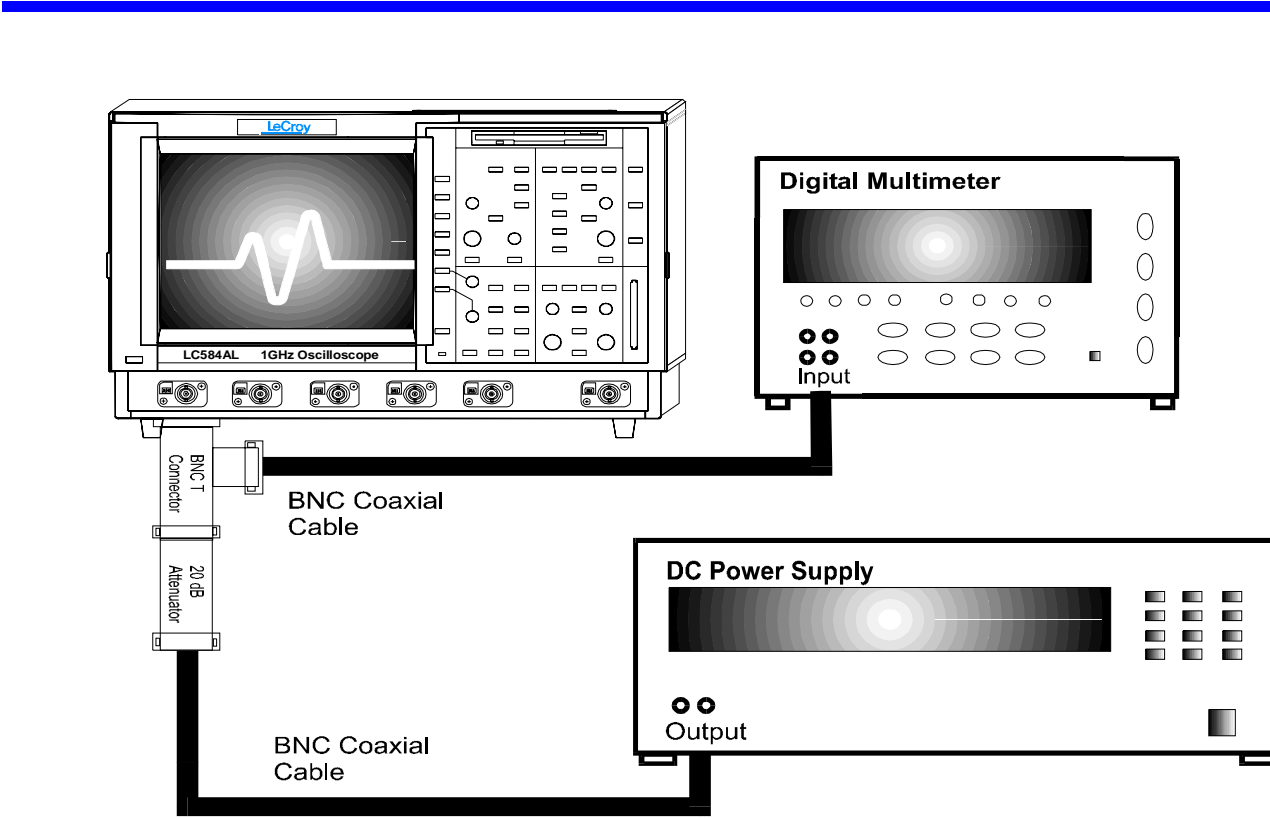 LeCroy
LC584AL 1GHz Oscilloscope
Digital Multimeter
Input
BNC T
Connector
BNC Coaxial
Cable
20 dB
Attenuator
DC Power Supply
Output
BNC Coaxial
Cable